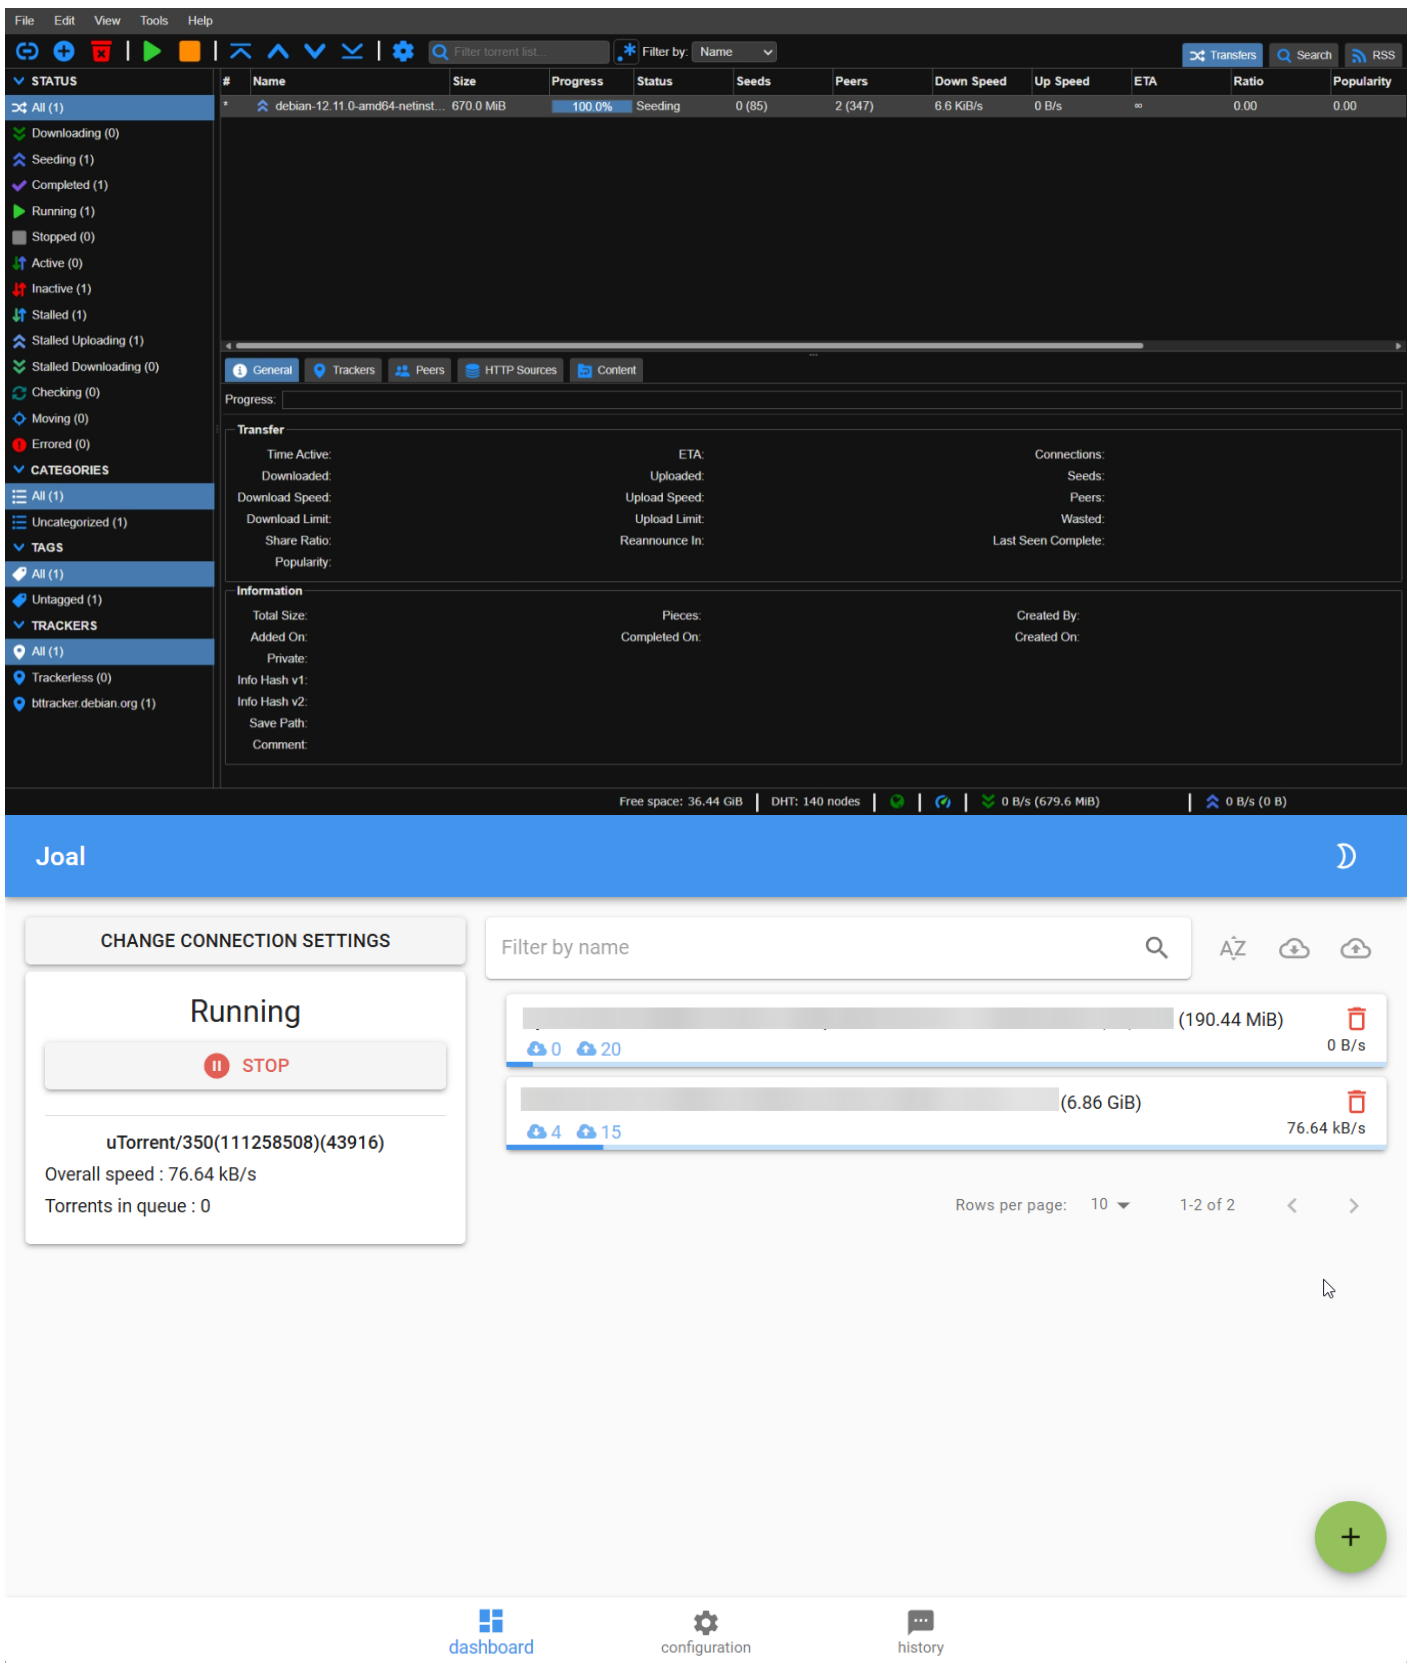 File Edit View Tools Help
Filter torrent list... .* Filter by: Name Transfers Search RSS
STATUS
All (1)
Downloading (0)
Seeding (1)
Completed (1)
Running (1)
Stopped (0)
Active (0)
Inactive (1)
Stalled (1)
Stalled Uploading (1)
Stalled Downloading (0)
Checking (0)
Moving (0)
Errored (0)
CATEGORIES
All (1)
Uncategorized (1)
TAGS
All (1)
Untagged (1)
TRACKERS
All (1)
Trackerless (0)
bttracker.debian.org (1)
# Name Size Progress Status Seeds Peers Down Speed Up Speed ETA Ratio Popularity
* debian-12.11.0-amd64-netinst... 670.0 MiB 100.0% Seeding 0 (85) 2 (347) 6.6 KiB/s 0 B/s ∞ 0.00 0.00
General Trackers Peers HTTP Sources Content
Progress:
Transfer
Time Active: ETA: Connections:
Downloaded: Uploaded: Seeds:
Download Speed: Upload Speed: Peers:
Download Limit: Upload Limit: Wasted:
Share Ratio: Reannounce In: Last Seen Complete:
Popularity:
Information
Total Size: Pieces: Created By:
Added On: Completed On: Created On:
Private:
Info Hash v1:
Info Hash v2:
Save Path:
Comment:
Free space: 36.44 GiB DHT: 140 nodes 0 B/s (679.6 MiB) 0 B/s (0 B)
Joal
CHANGE CONNECTION SETTINGS
Running
STOP
uTorrent/350(111258508)(43916)
Overall speed : 76.64 kB/s
Torrents in queue : 0
Filter by name AZ
(190.44 MiB)
0 20 0 B/s
(6.86 GiB)
4 15 76.64 kB/s
Rows per page: 10 1-2 of 2
+
dashboard configuration history